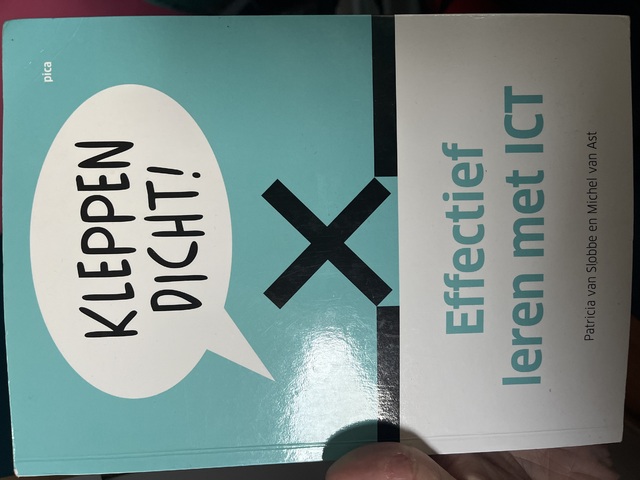 pica
KLEPPEN
DICHT!
Effectief
leren met ICT
Patricia van Slobbe en Michel van Ast